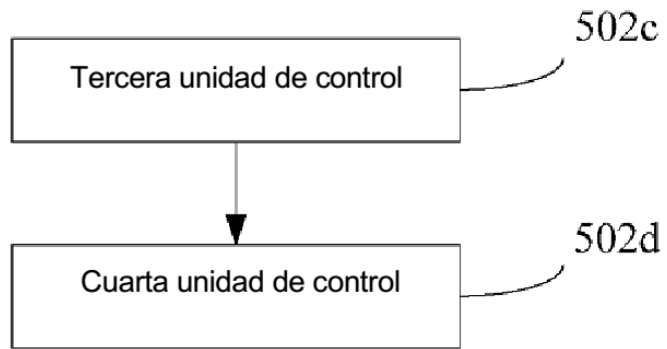 502c
Tercera unidad de control
502d
Cuarta unidad de control